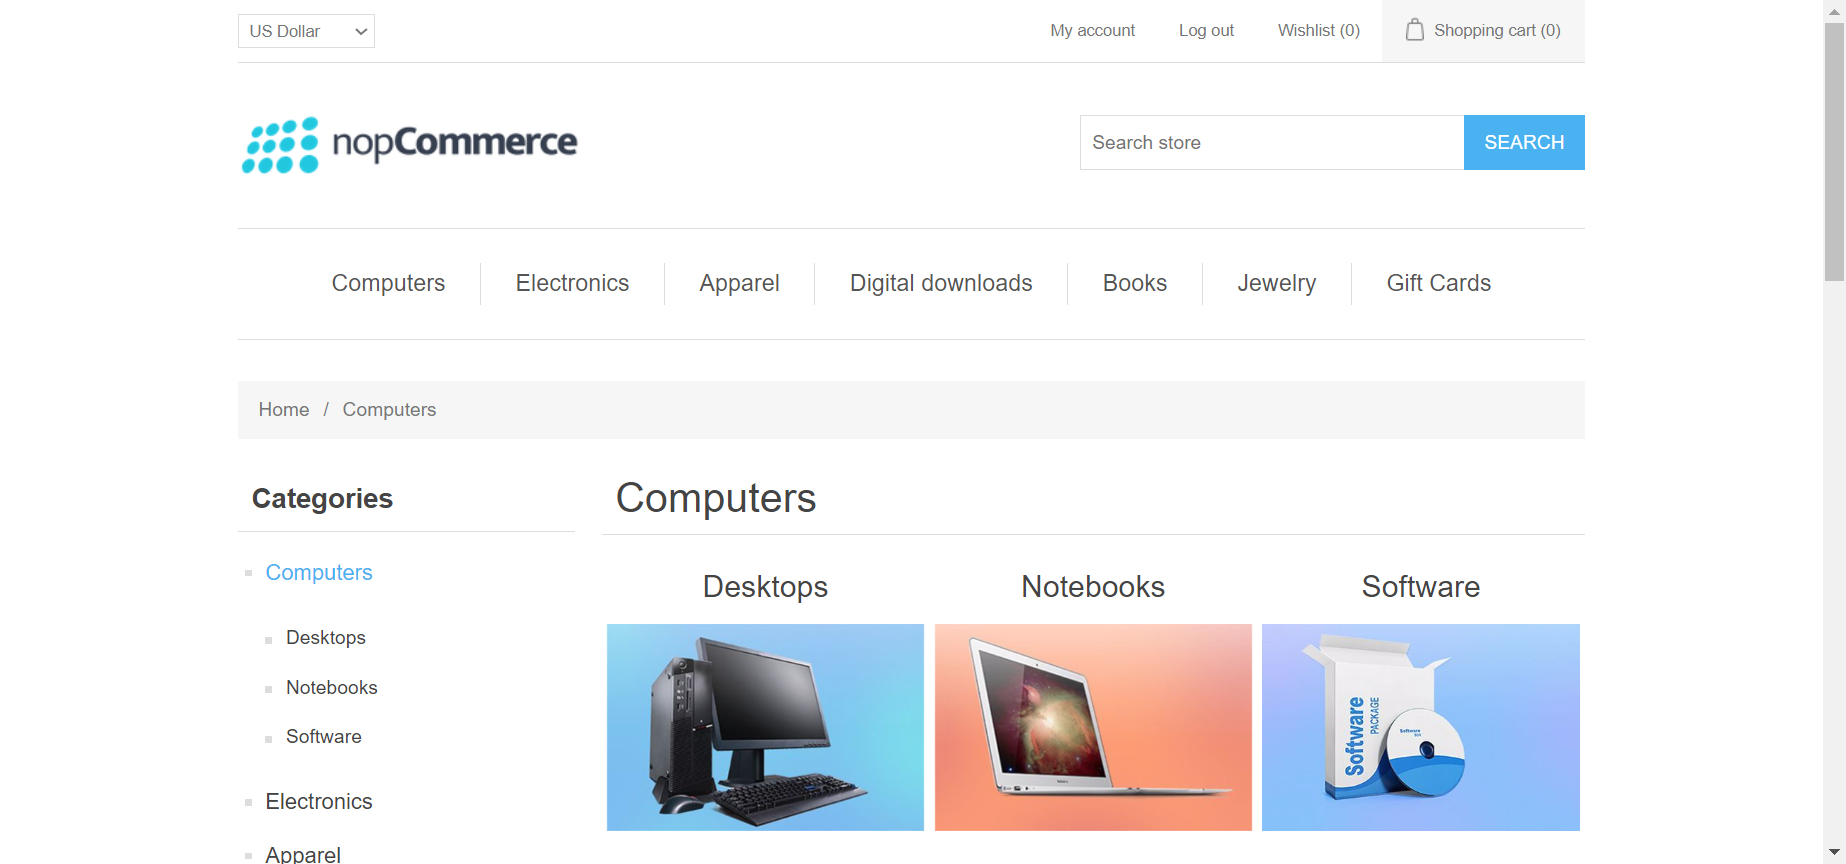 US Dollar
My account
Log out
Wishlist (0)
Shopping cart (0)
nopCommerce
Search store
SEARCH
Computers
Electronics
Apparel
Digital downloads
Books
Jewelry
Gift Cards
Home / Computers
Categories
Computers
Desktops
Notebooks
Software
Electronics
Apparel
Computers
Desktops
Notebooks
Software
Software
PACKAGE
Software